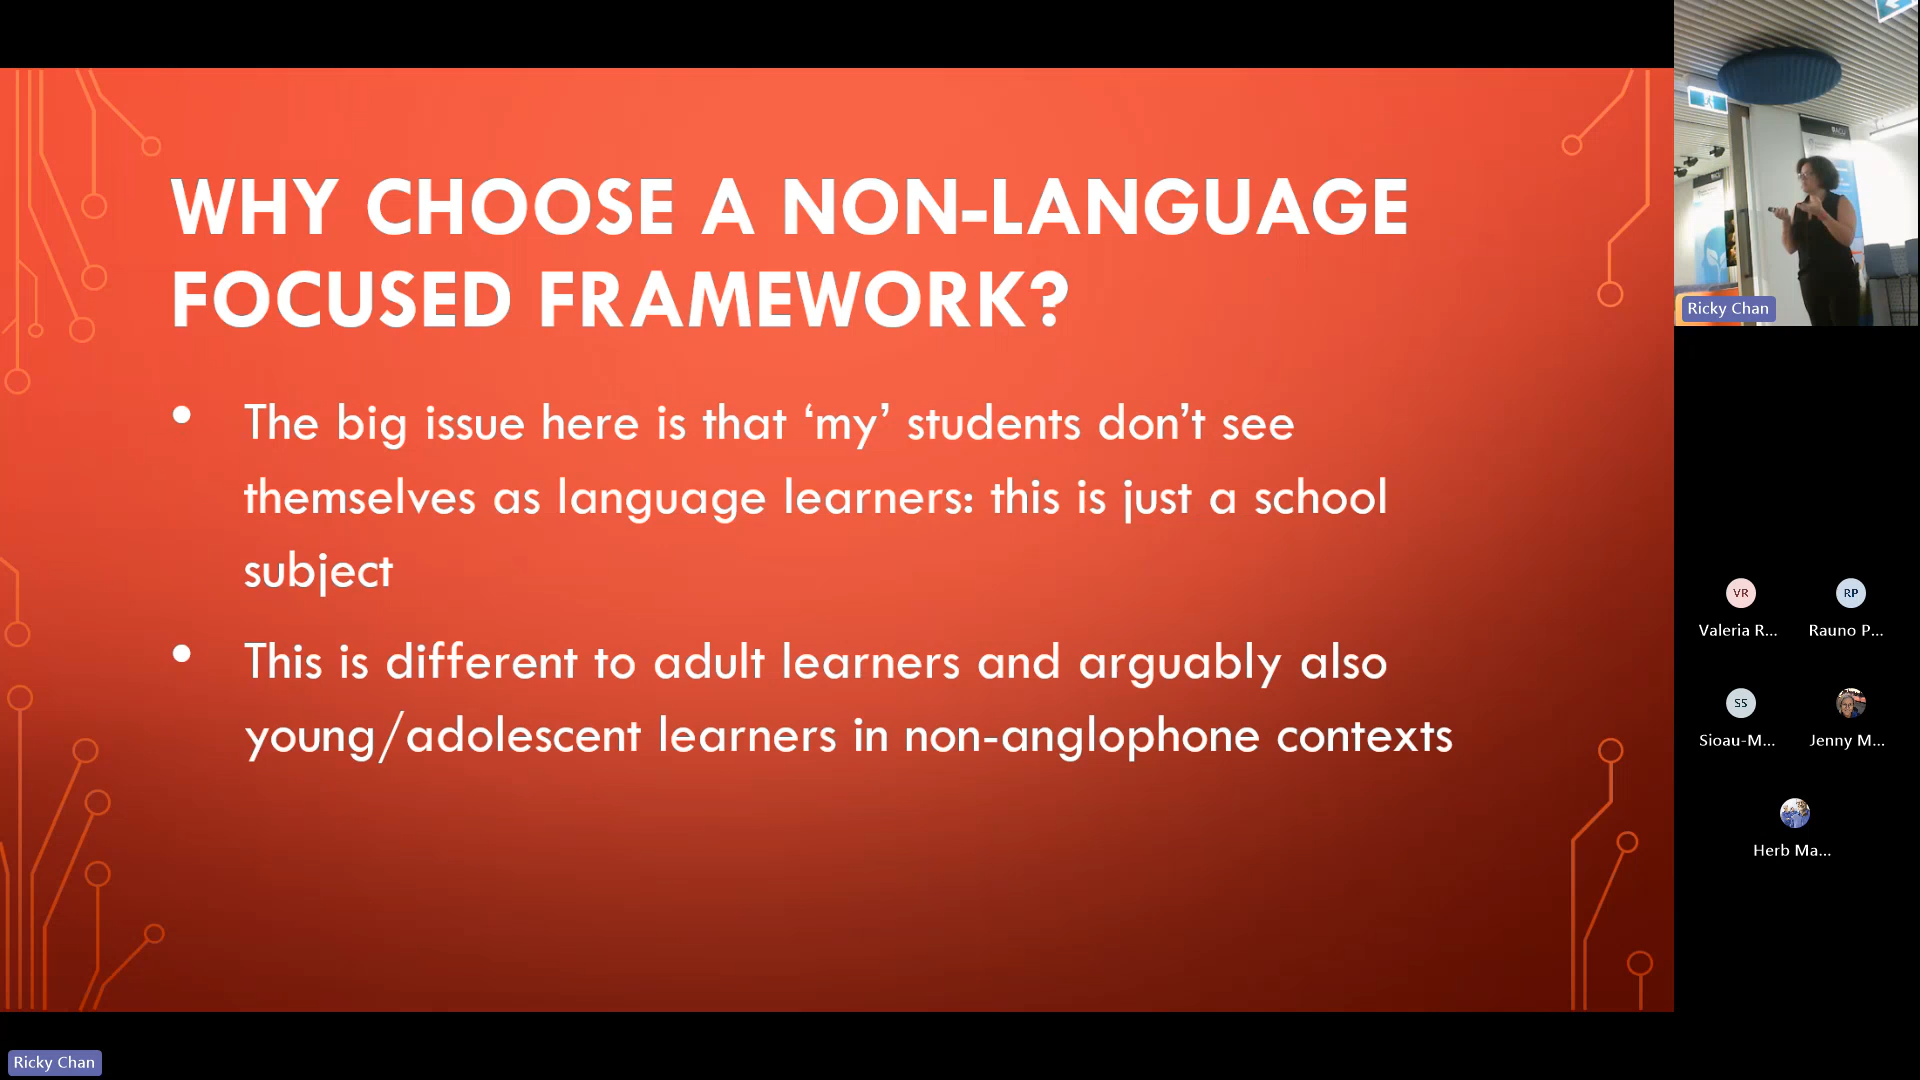 WHY CHOOSE A NON-LANGUAGE
FOCUSED FRAMEWORK?
• The big issue here is that ‘my’ students don’t see
themselves as language learners: this is just a school
subject
• This is different to adult learners and arguably also
young/adolescent learners in non-anglophone contexts
Ricky Chan
VR
RP
Valeria R...
Rauno P...
SS
Sioau-M...
Jenny M...
Herb Ma...
Ricky Chan